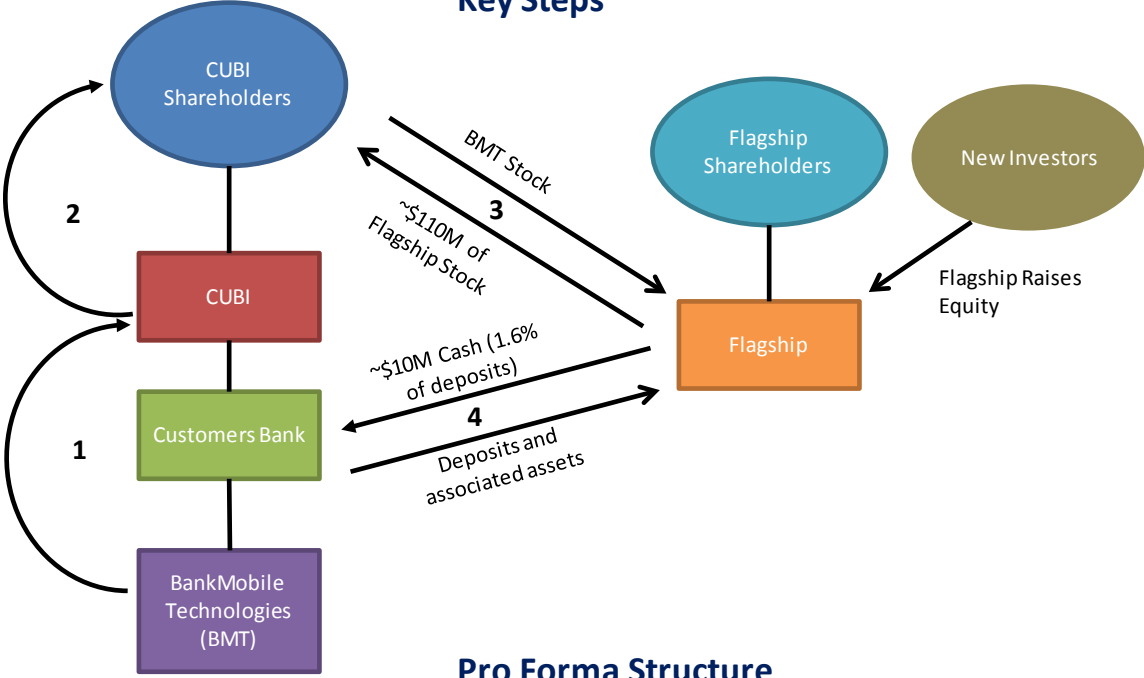 Key Steps
CUBI
Shareholders
Flagship
Shareholders
New Investors
BMT Stock
3
~$110M of
Flagship Stock
2
CUBI
Flagship Raises
Equity
Flagship
~$10M Cash (1.6%
of deposits)
4
Deposits and
associated assets
Customers Bank
1
BankMobile
Technologies
(BMT)
Pro Forma Structure